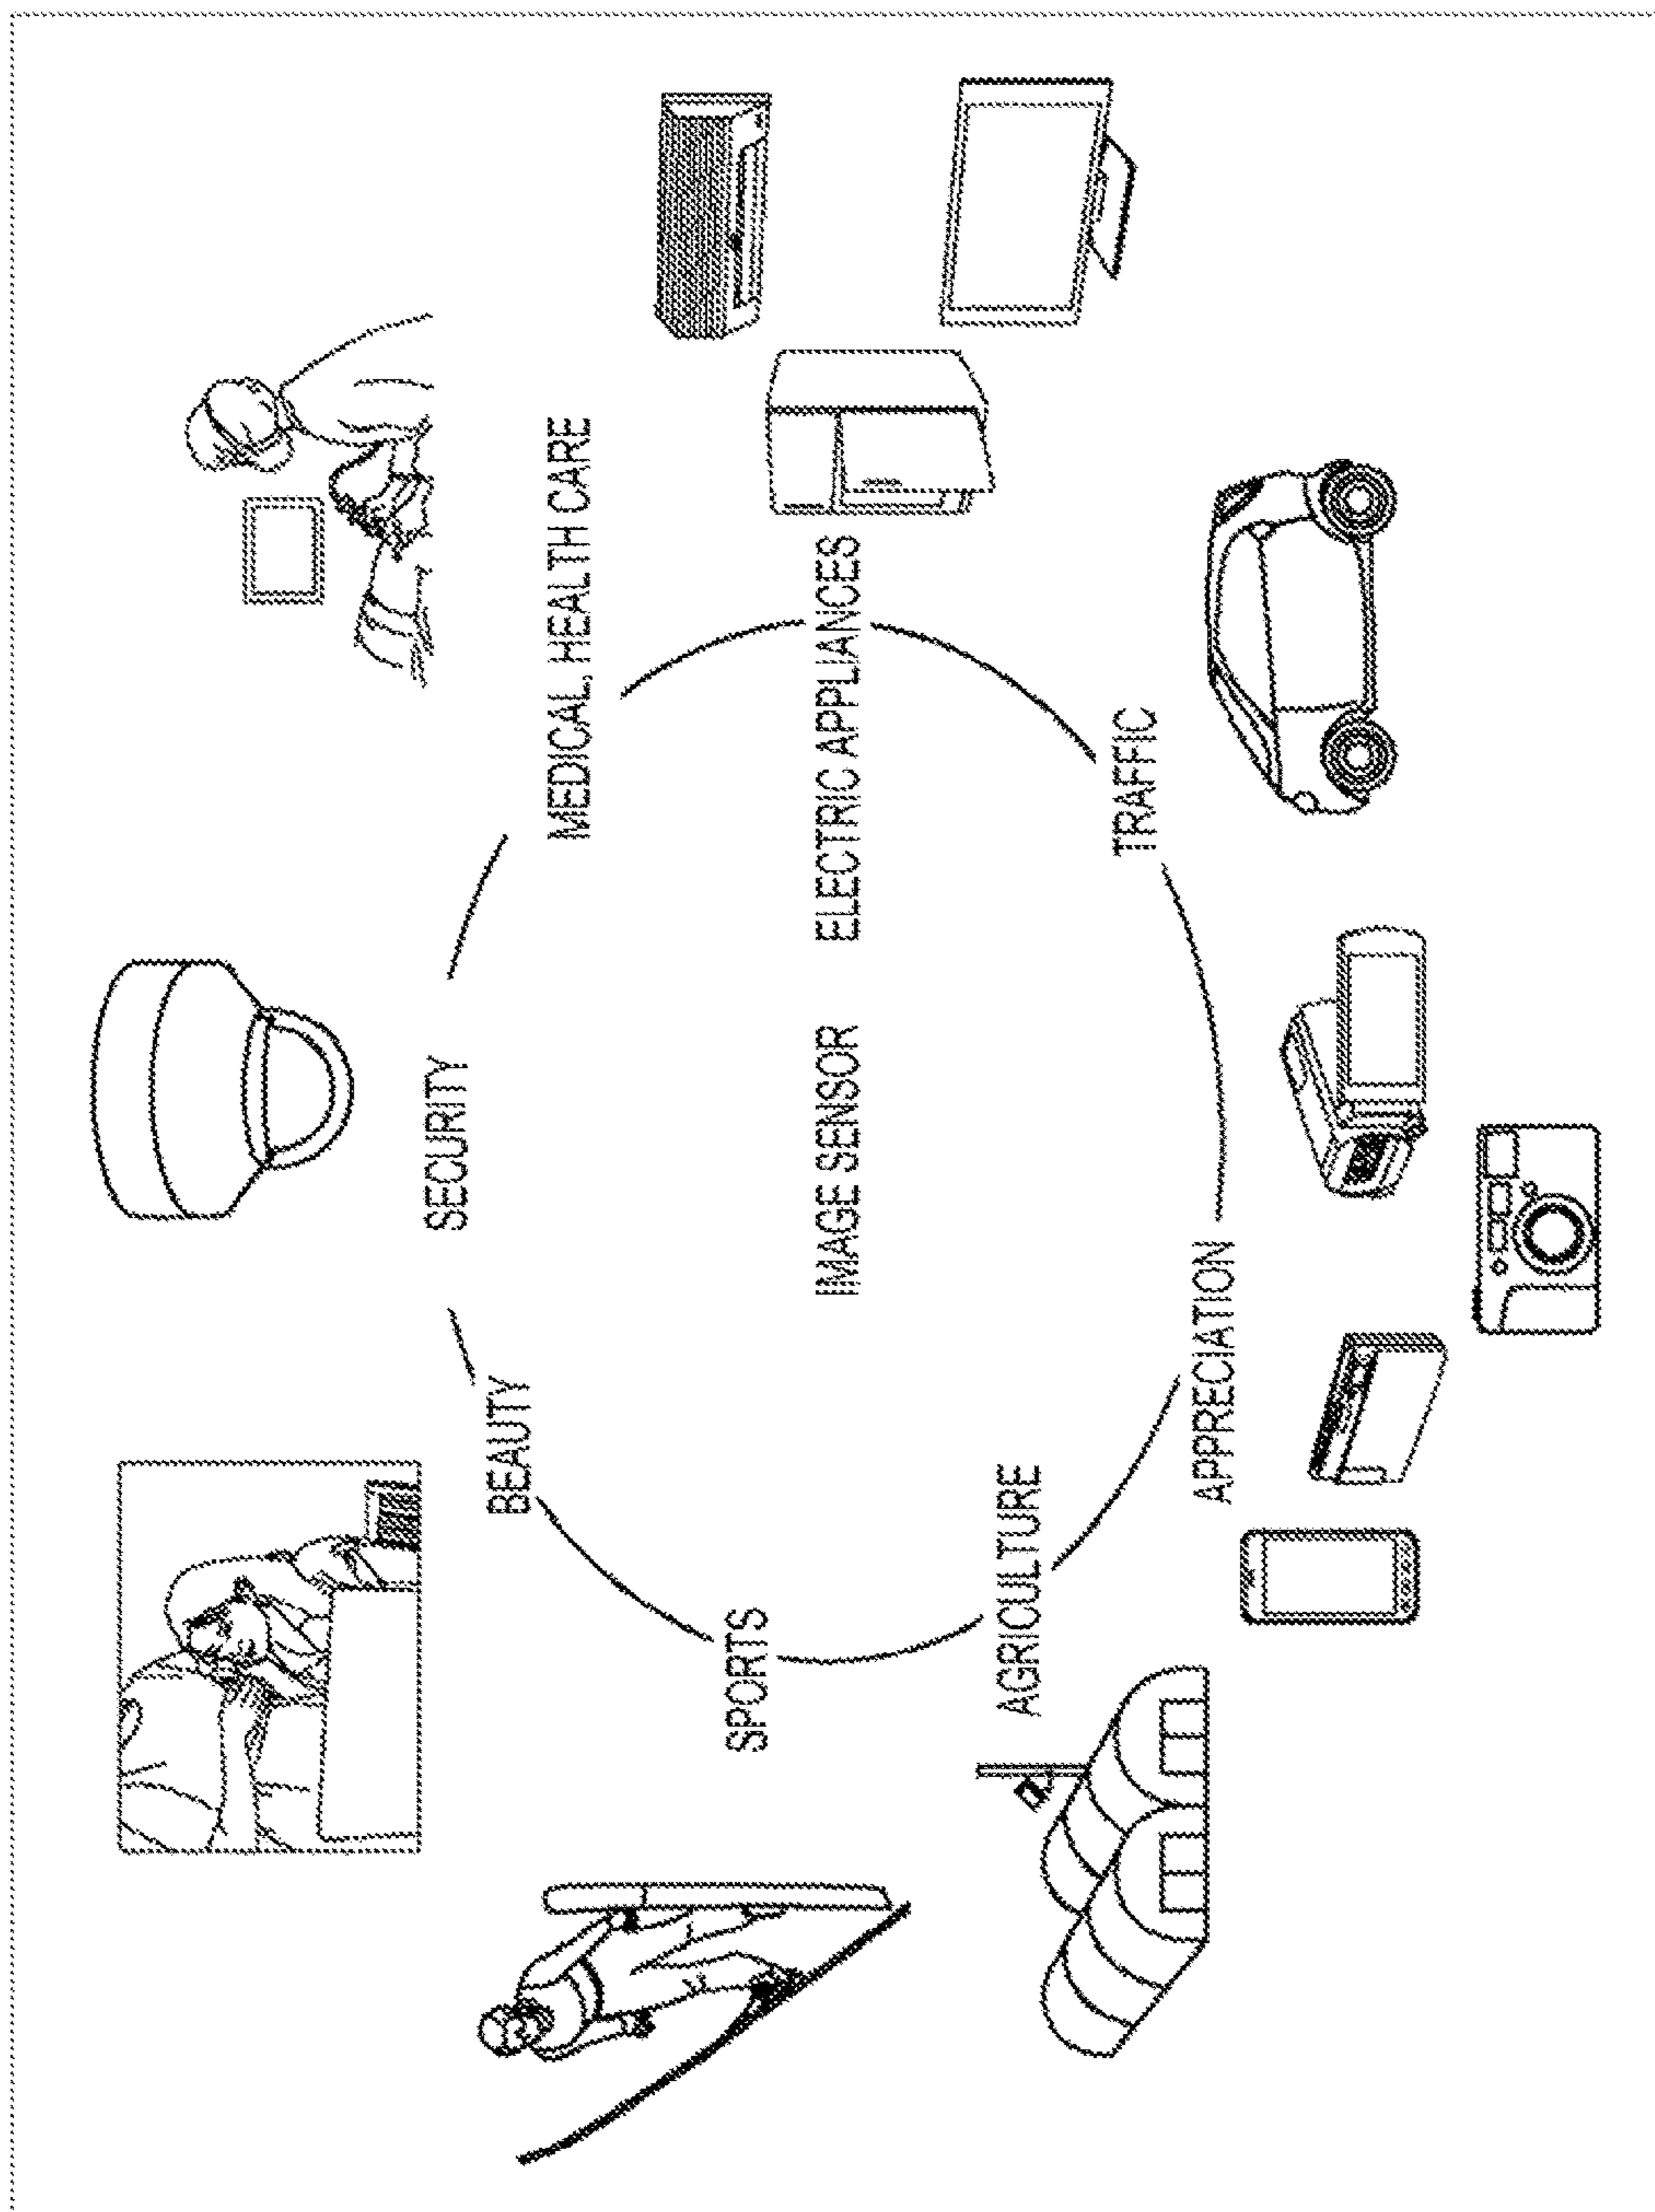 SECURITY
MEDICAL, HEALTH CARE
BEAUTY
SPORTS
IMAGE SENSOR
ELECTRIC APPLIANCES
AGRICULTURE
TRAFFIC
APPRECIATION